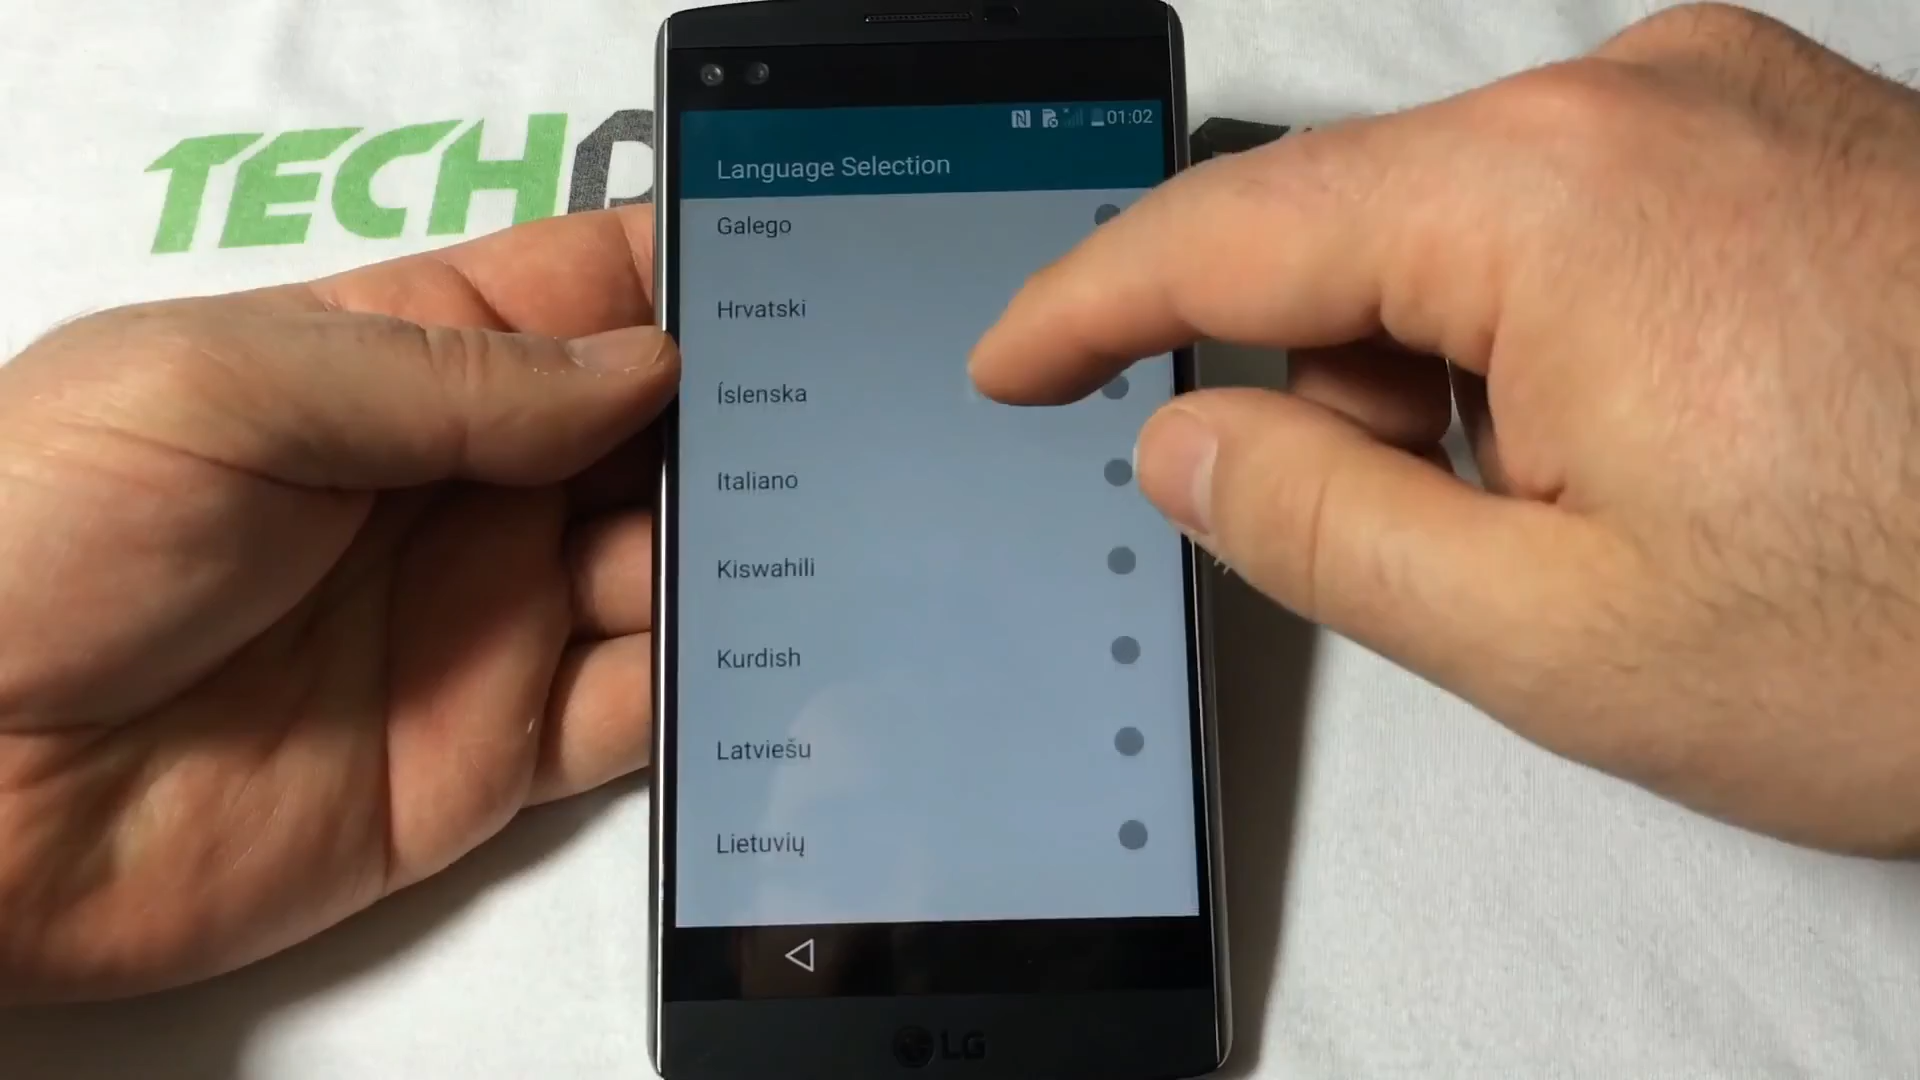 TECH
01:02
Language Selection
Galego
Hrvatski
Íslenska
Italiano
Kiswahili
Kurdish
Latviešu
Lietuvių
LG